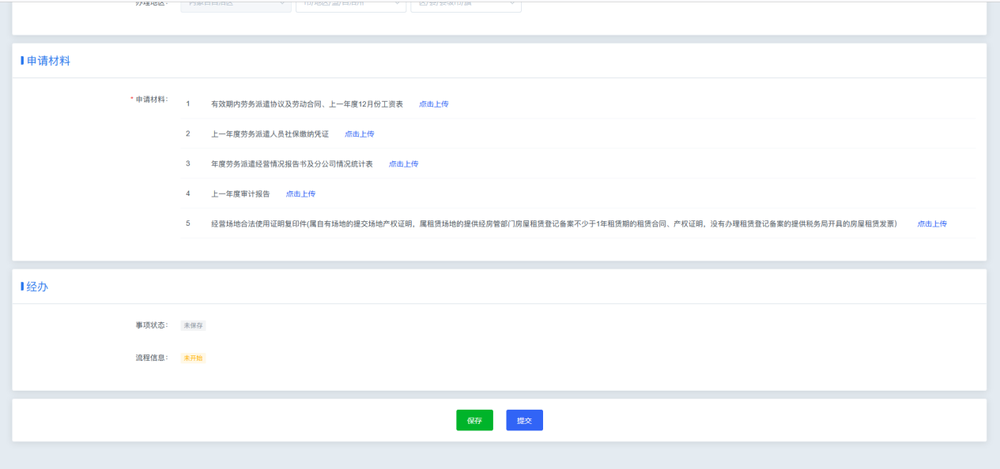 办理地区：
申请材料
* 申请材料：
1 有效期内劳务派遣协议及劳动合同、上一年度12月份工资表 点击上传
2 上一年度劳务派遣人员社保缴纳凭证 点击上传
3 年度劳务派遣经营情况报告书及分公司情况统计表 点击上传
4 上一年度审计报告 点击上传
5 经营场地合法使用证明复印件(属自有场地的提交场地产权证明，属租赁场地的提供经房管部门房屋租赁登记备案不少于1年租赁期的租赁合同、产权证明，没有办理租赁登记备案的提供税务局开具的房屋租赁发票) 点击上传
经办
事项状态： 未保存
流程信息： 未开始
保存 提交